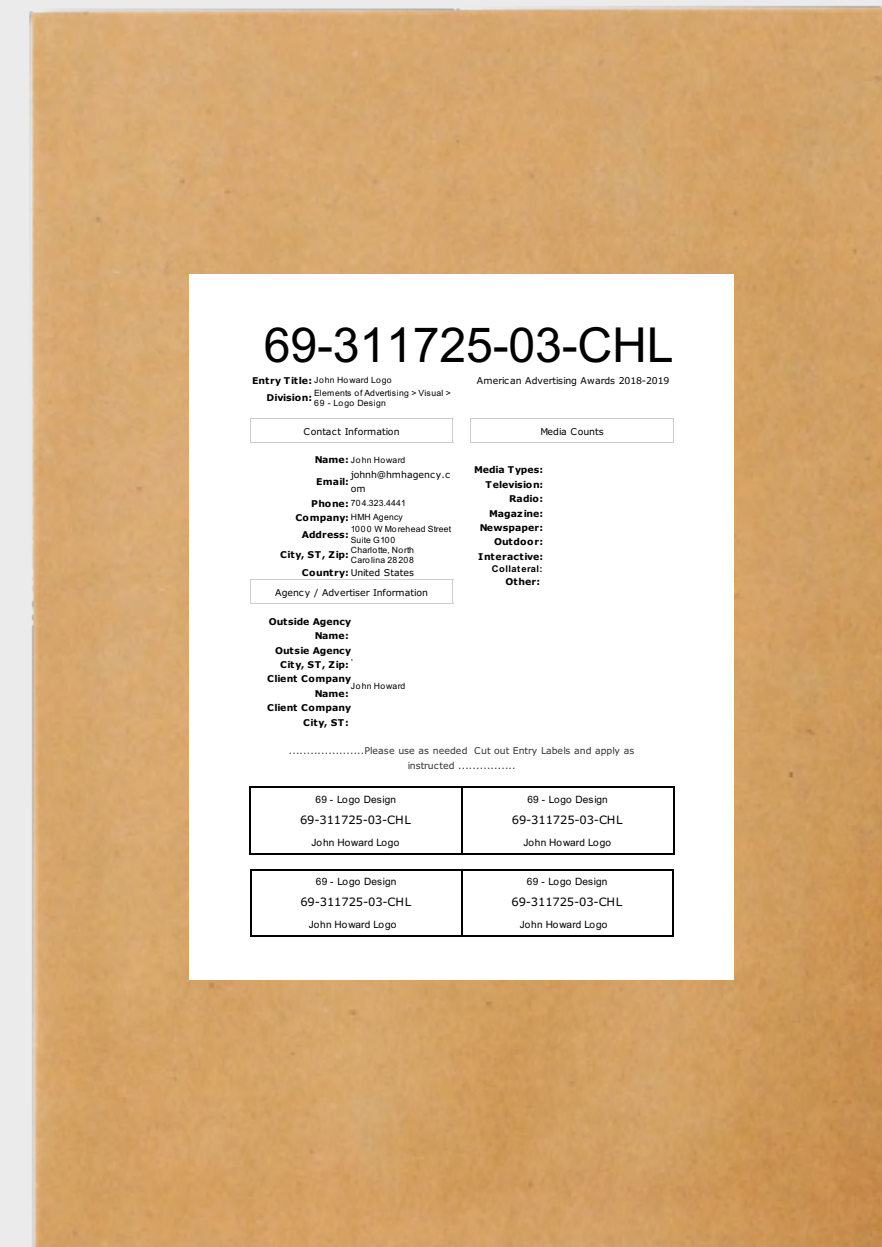 69-311725-03-CHL
Entry Title: John Howard Logo
American Advertising Awards 2018-2019
Division: Elements of Advertising > Visual >
69 - Logo Design
Contact Information
Media Counts
Name: John Howard
Email: johnh@hmhagency.c
om
Phone: 704.323.4441
Company: HMH Agency
Address: 1000 W Morehead Street
Suite G100
City, ST, Zip: Charlotte, North
Carolina 28208
Country: United States
Media Types:
Television:
Radio:
Magazine:
Newspaper:
Outdoor:
Interactive:
Collateral:
Other:
Agency / Advertiser Information
Outside Agency
Name:
Outsie Agency
City, ST, Zip: ,
Client Company
Name: John Howard
Client Company
City, ST:
.....................Please use as needed  Cut out Entry Labels and apply as
instructed ................
69 - Logo Design
69-311725-03-CHL
John Howard Logo
69 - Logo Design
69-311725-03-CHL
John Howard Logo
69 - Logo Design
69-311725-03-CHL
John Howard Logo
69 - Logo Design
69-311725-03-CHL
John Howard Logo